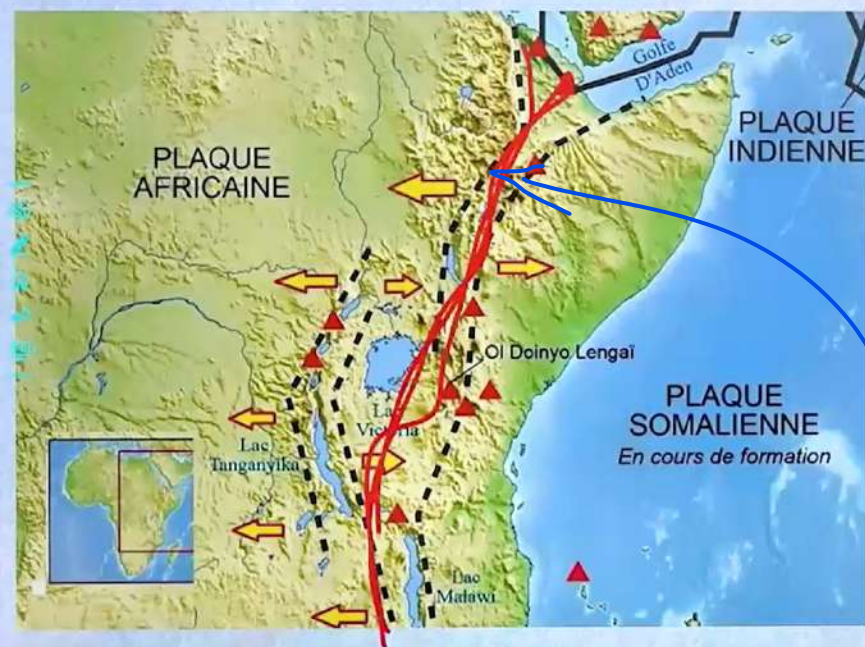 Golfe
D'Aden
PLAQUE
INDIENNE
PLAQUE
AFRICAINE
Ol Doinyo Lengaï
Lac
Victoria
PLAQUE
SOMALIENNE
En cours de formation
Lac
Tanganyika
Lac
Malawi